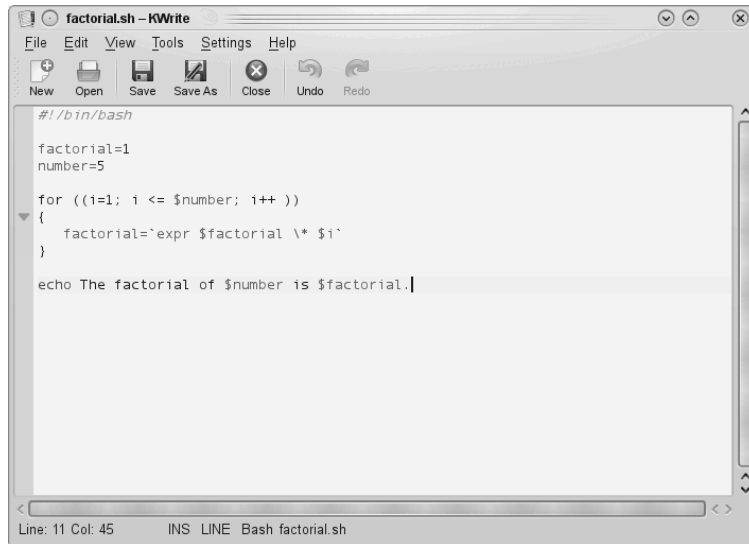 factorial.sh – KWrite
File Edit View Tools Settings Help
New Open Save Save As Close Undo Redo
#!/bin/bash
factorial=1
number=5
for ((i=1; i <= $number; i++ ))
{
factorial=`expr $factorial \* $i`
}
echo The factorial of $number is $factorial.
Line: 11 Col: 45 INS LINE Bash factorial.sh